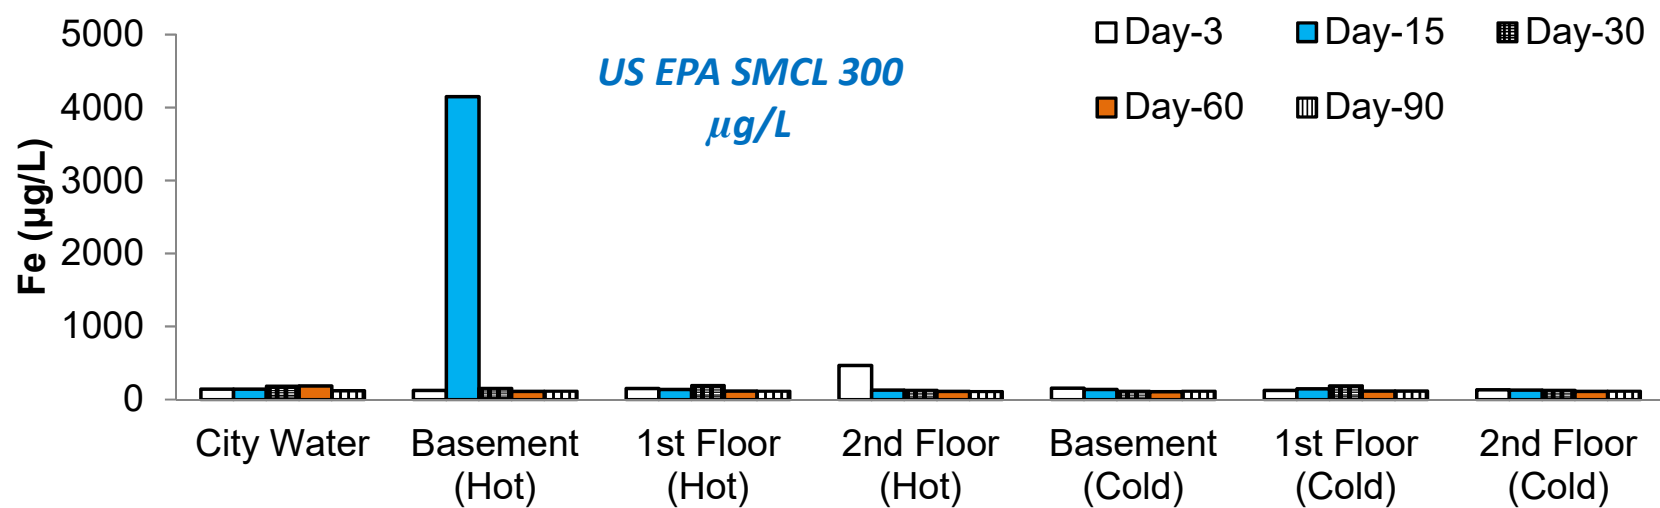 5000
4000
3000
2000
1000
0
Fe (µg/L)
US EPA SMCL 300
µg/L
Day-3 Day-15 Day-30
Day-60 Day-90
City Water Basement 1st Floor 2nd Floor Basement 1st Floor 2nd Floor
(Hot) (Hot) (Hot) (Cold) (Cold) (Cold)